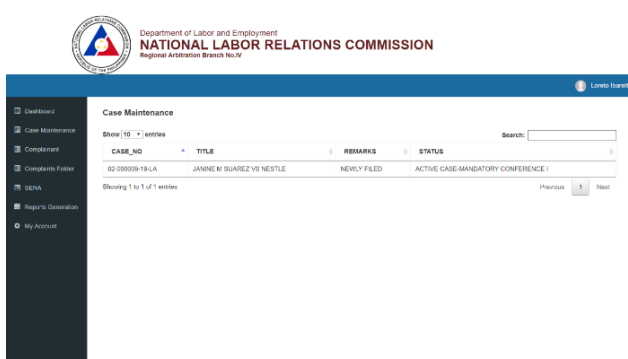 Department of Labor and Employment
NATIONAL LABOR RELATIONS COMMISSION
Regional Arbitration Branch No.IV
Dashboard
Case Maintenance
Complainant
Complaints Folder
SENA
Reports Generation
My Account
Case Maintenance
Show 10 entries
Search:
CASE_NO TITLE REMARKS STATUS
02-000009-19-LA JANINE M SUAREZ VS NESTLE NEWLY FILED ACTIVE CASE-MANDATORY CONFERENCE I
Showing 1 to 1 of 1 entries
Previous 1 Next